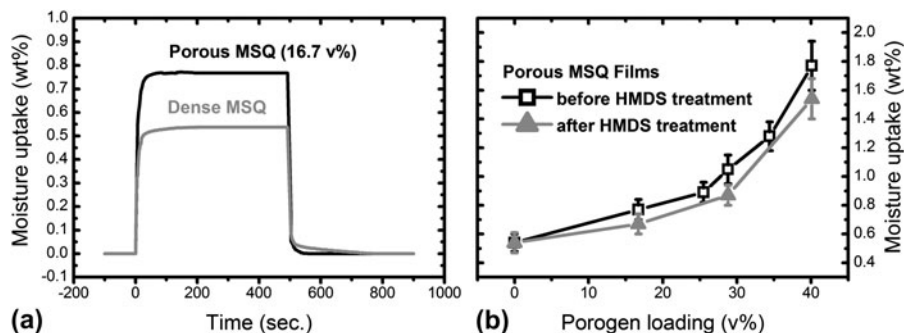 1.0
0.9
0.8
0.7
0.6
0.5
0.4
0.3
0.2
0.1
0.0
-0.1
Moisture uptake (wt%)
Porous MSQ (16.7 v%)
Dense MSQ
-200 0 200 400 600 800 1000
(a) Time (sec.)
Porous MSQ Films
before HMDS treatment
after HMDS treatment
2.0
1.8
1.6
1.4
1.2
1.0
0.8
0.6
0.4
Moisture uptake (wt%)
0 10 20 30 40
(b) Porogen loading (v%)